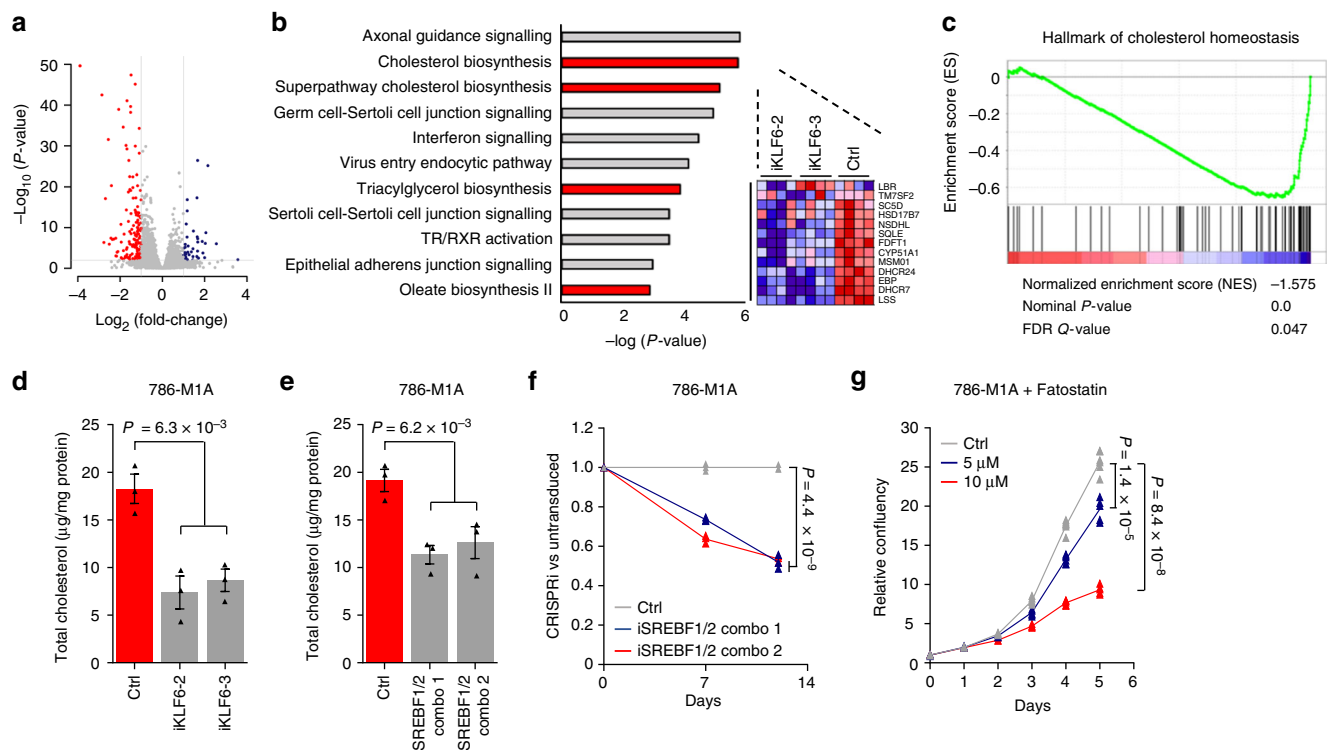 a
50
40
30
20
10
0
–Log10 (P-value)
–4
–2
0
2
4
Log2 (fold-change)
b
Axonal guidance signalling
Cholesterol biosynthesis
Superpathway cholesterol biosynthesis
Germ cell-Sertoli cell junction signalling
Interferon signalling
Virus entry endocytic pathway
Triacylglycerol biosynthesis
Sertoli cell-Sertoli cell junction signalling
TR/RXR activation
Epithelial adherens junction signalling
Oleate biosynthesis II
0
2
4
6
–log (P-value)
iKLF6-2
iKLF6-3
Ctrl
LBR
TM7SF2
SC5D
HSD17B7
NSDHL
SQLE
FDFT1
CYP51A1
MSM01
DHCR24
EBP
DHCR7
LSS
c
Hallmark of cholesterol homeostasis
Enrichment score (ES)
0
–0.2
–0.4
–0.6
Normalized enrichment score (NES) –1.575
Nominal P-value 0.0
FDR Q-value 0.047
d
786-M1A
P = 6.3 × 10–3
25
20
15
10
5
0
Total cholesterol (µg/mg protein)
Ctrl
iKLF6-2
iKLF6-3
e
786-M1A
P = 6.2 × 10–3
25
20
15
10
5
0
Total cholesterol (µg/mg protein)
Ctrl
SREBF1/2
combo 1
SREBF1/2
combo 2
f
786-M1A
1.2
1.0
0.8
0.6
0.4
0.2
0
CRISPRi vs untransduced
P = 4.4 × 10–9
Ctrl
iSREBF1/2 combo 1
iSREBF1/2 combo 2
0
7
14
Days
g
786-M1A + Fatostatin
Ctrl
5 µM
10 µM
30
25
20
15
10
5
0
Relative confluency
P = 1.4 × 10–5
P = 8.4 × 10–8
0
1
2
3
4
5
6
Days